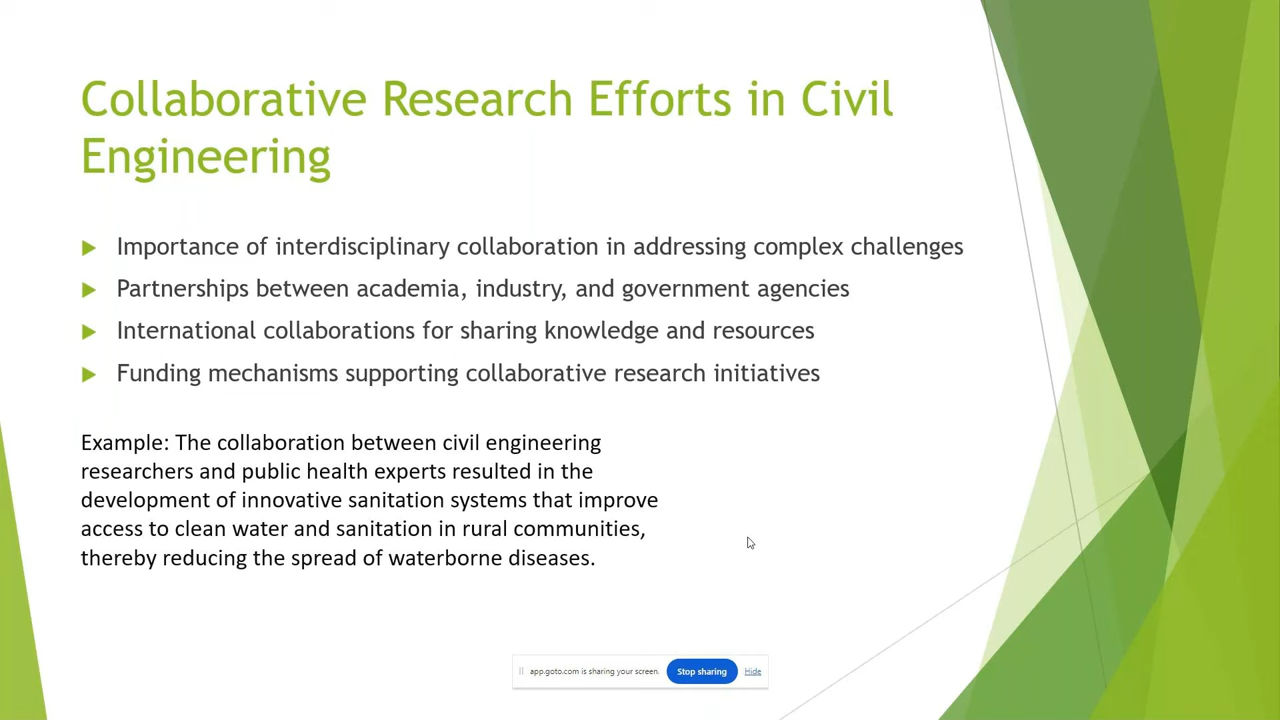 Collaborative Research Efforts in Civil
Engineering
Importance of interdisciplinary collaboration in addressing complex challenges
Partnerships between academia, industry, and government agencies
International collaborations for sharing knowledge and resources
Funding mechanisms supporting collaborative research initiatives
Example: The collaboration between civil engineering
researchers and public health experts resulted in the
development of innovative sanitation systems that improve
access to clean water and sanitation in rural communities,
thereby reducing the spread of waterborne diseases.
app.goto.com is sharing your screen. Stop sharing Hide